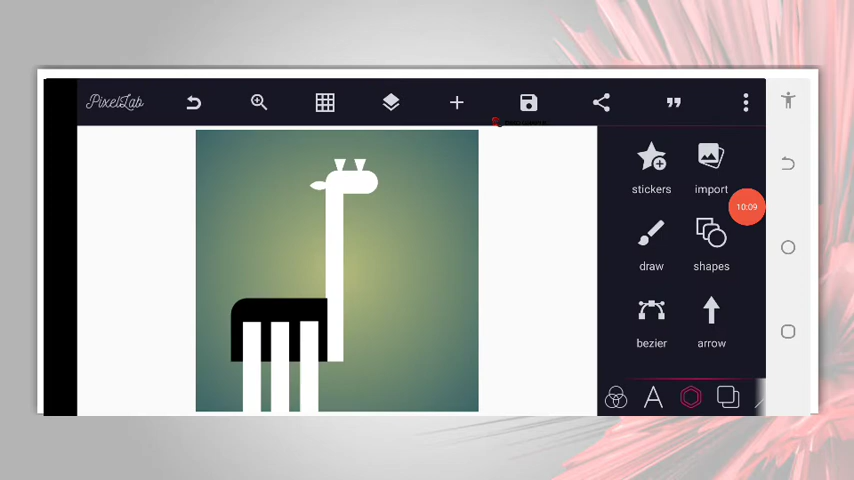 PixelLab
stickers
import
10:09
draw
shapes
bezier
arrow